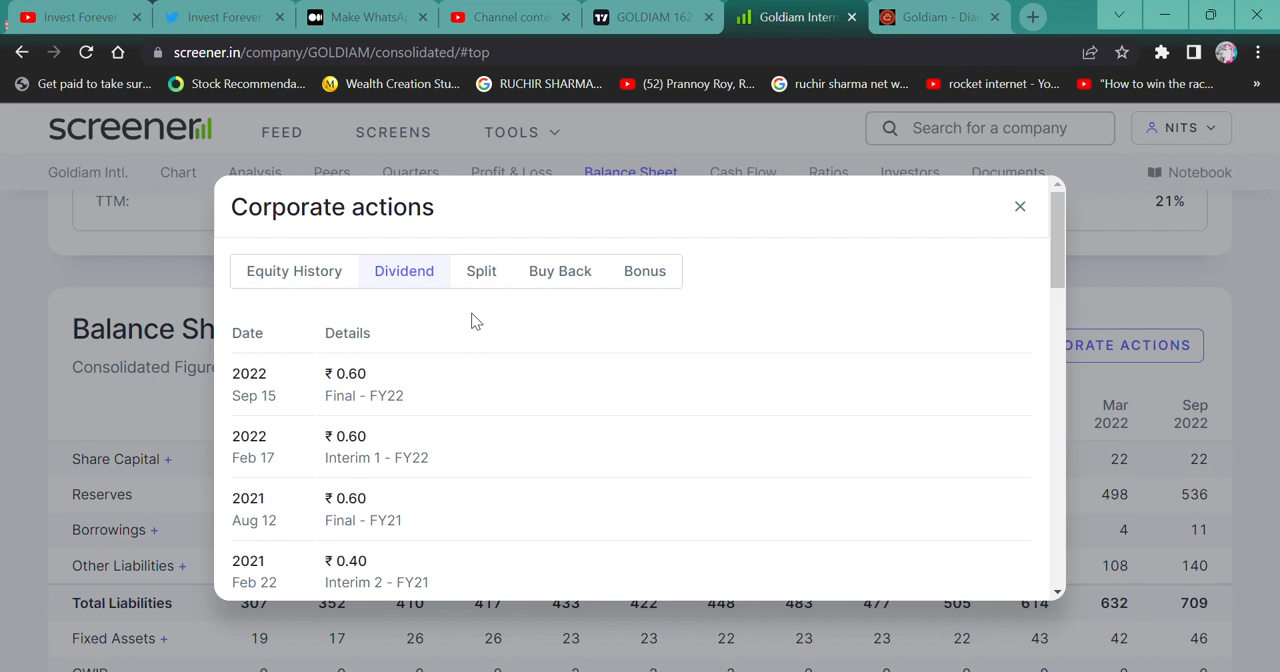 Invest Forever
Invest Forever
Make WhatsA
Channel conte
GOLDIAM 162
Goldiam Intern
Goldiam - Dia
screener.in/company/GOLDIAM/consolidated/#top
Get paid to take sur... Stock Recommenda... Wealth Creation Stu... RUCHIR SHARMA... (52) Prannoy Roy, R... ruchir sharma net w... rocket internet - Yo... "How to win the rac... »
screener
FEED SCREENS TOOLS
Search for a company
NITS
Goldiam Intl. Chart Analysis Peers Quarters Profit & Loss Balance Sheet Cash Flow Ratios Investors Documents Notebook
TTM: 21%
Corporate actions
Equity History Dividend Split Buy Back Bonus
Balance Sh
Consolidated Figur
ORATE ACTIONS
Date Details
2022 ₹ 0.60
Sep 15 Final - FY22
2022 ₹ 0.60
Feb 17 Interim 1 - FY22
2021 ₹ 0.60
Aug 12 Final - FY21
2021 ₹ 0.40
Feb 22 Interim 2 - FY21
Mar Sep
2022 2022
Share Capital + 22 22
Reserves 498 536
Borrowings + 4 11
Other Liabilities + 108 140
Total Liabilities 307 352 410 417 433 422 448 483 477 505 614 632 709
Fixed Assets + 19 17 26 26 23 23 22 23 23 22 43 42 46